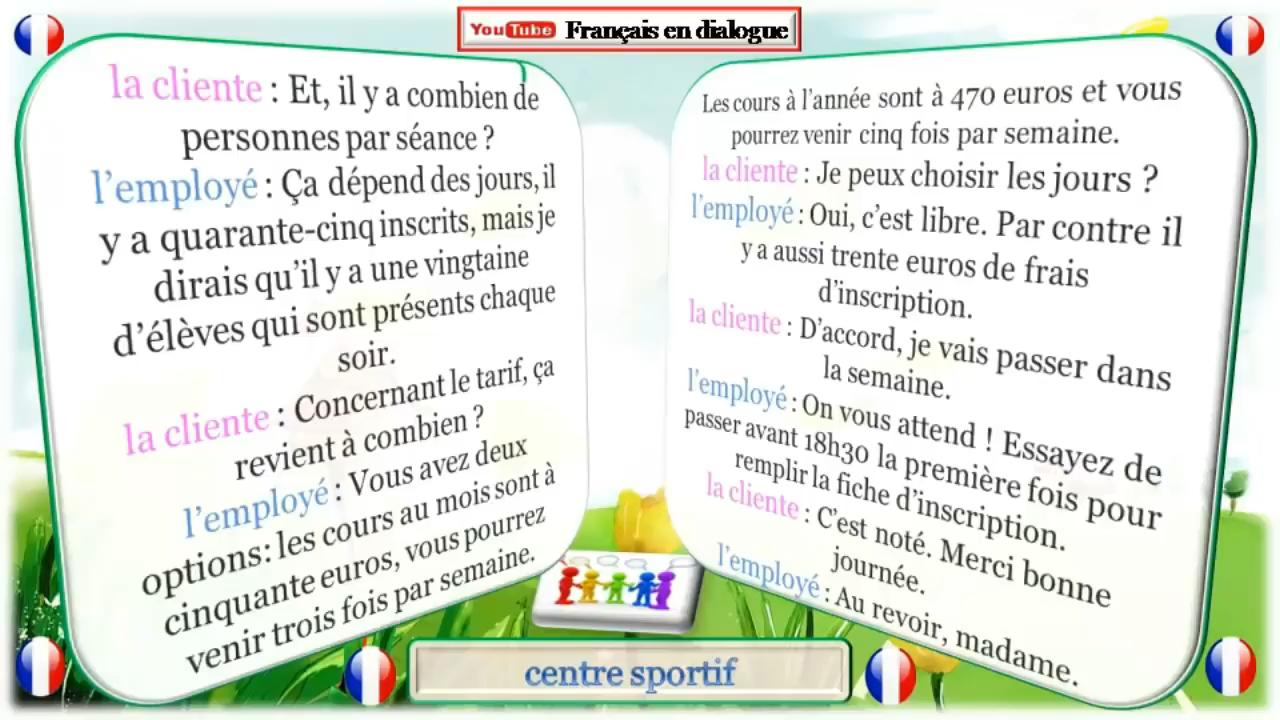 YouTube Français en dialogue
la cliente : Et, il y a combien de
personnes par séance ?
l'employé : Ça dépend des jours, il
y a quarante-cinq inscrits, mais je
dirais qu'il y a une vingtaine
d'élèves qui sont présents chaque
soir.
la cliente : Concernant le tarif, ça
revient à combien ?
l'employé : Vous avez deux
options: les cours au mois sont à
cinquante euros, vous pourrez
venir trois fois par semaine.
Les cours à l'année sont à 470 euros et vous
pourrez venir cinq fois par semaine.
la cliente : Je peux choisir les jours ?
l'employé : Oui, c'est libre. Par contre il
y a aussi trente euros de frais
d'inscription.
la cliente : D'accord, je vais passer dans
la semaine.
l'employé : On vous attend ! Essayez de
passer avant 18h30 la première fois pour
remplir la fiche d'inscription.
la cliente : C'est noté. Merci bonne
journée.
l'employé : Au revoir, madame.
centre sportif